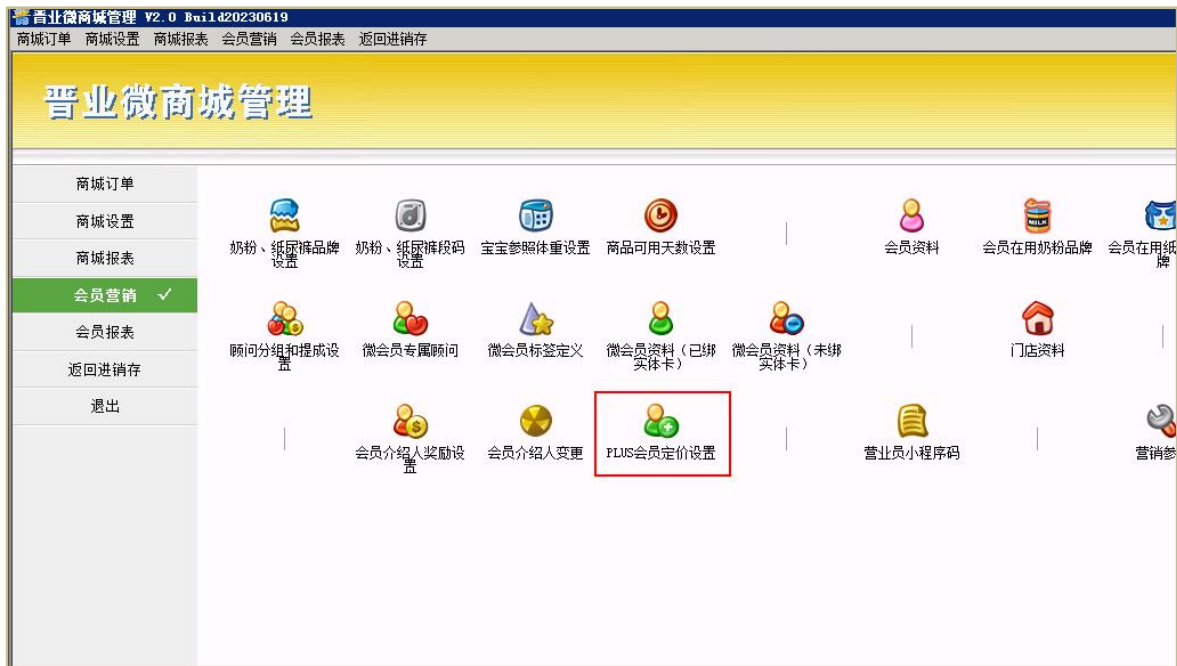 晋业微商城管理 V2.0 Build20230619
商城订单 商城设置 商城报表 会员营销 会员报表 返回进销存
晋业微商城管理
商城订单
商城设置
商城报表
会员营销 ✓
会员报表
返回进销存
退出
奶粉、纸尿裤品牌
设置
奶粉、纸尿裤段码
设置
宝宝参照体重设置
商品可用天数设置
会员资料
会员在用奶粉品牌
会员在用纸
牌
顾问分组和提成设
置
微会员专属顾问
微会员标签定义
微会员资料（已绑
实体卡）
微会员资料（未绑
实体卡）
门店资料
会员介绍人奖励设
置
会员介绍人变更
PLUS会员定价设置
营业员小程序码
营销参
MILK